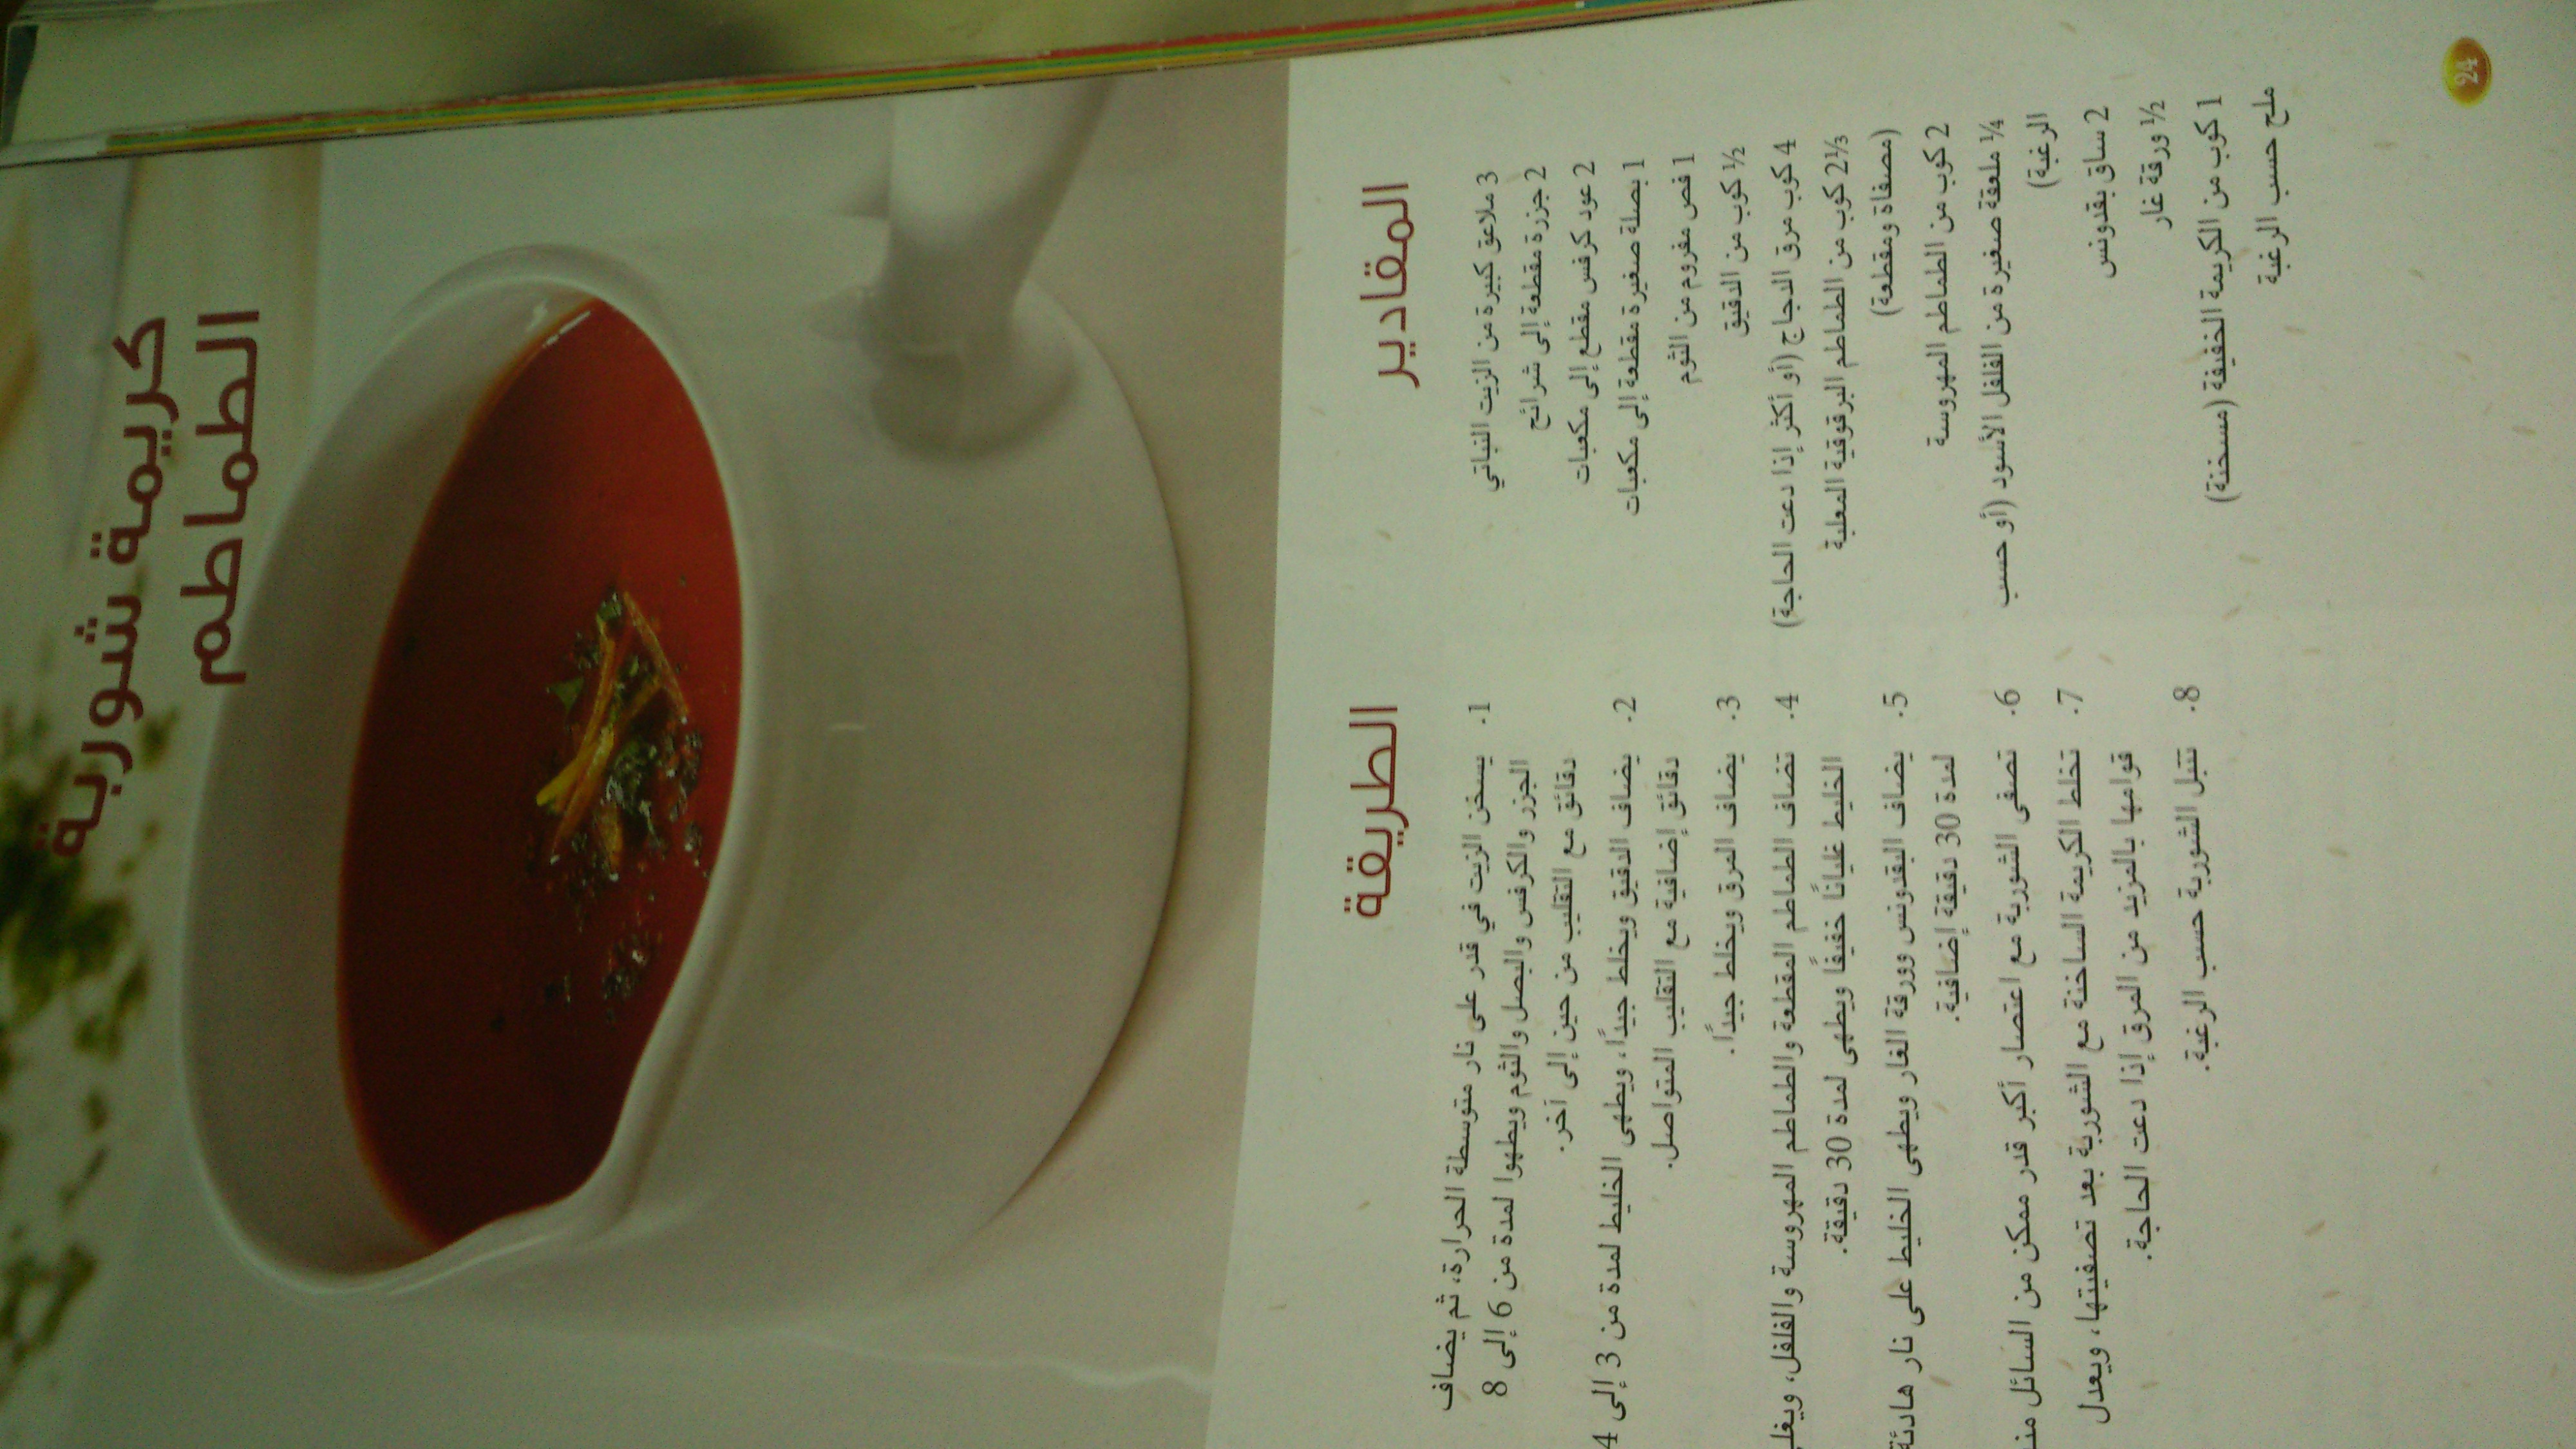 كريمة شوربة
الطماطم
المقادير
3 ملاعق كبيرة من الزيت النباتي
2 جزرة مقطعة إلى شرائح
2 عود كرفس مقطع إلى مكعبات
1 بصلة صغيرة مقطعة إلى مكعبات
1 فص مفروم من الثوم
½ كوب من الدقيق
4 كوب مرق الدجاج (أو أكثر إذا دعت الحاجة)
2⅓ كوب من الطماطم البرقوقية المعلبة
(مصفاة ومقطعة)
2 كوب من الطماطم المهروسة
¼ ملعقة صغيرة من الفلفل الأسود (أو حسب
الرغبة)
2 ساق بقدونس
½ ورقة غار
1 كوب من الكريمة الخفيفة (مسخنة)
ملح حسب الرغبة
الطريقة
1. يسخن الزيت في قدر على نار متوسطة الحرارة، ثم يضاف
الجزر والكرفس والبصل والثوم ويطهوا لمدة من 6 إلى 8
دقائق مع التقليب من حين إلى آخر.
2. يضاف الدقيق ويخلط جيدًا، ويطهى الخليط لمدة من 3 إلى 4
دقائق إضافية مع التقليب المتواصل.
3. يضاف المرق ويخلط جيدًا.
4. تضاف الطماطم المقطعة والطماطم المهروسة والفلفل، ويغلى
الخليط غليانًا خفيفًا ويطهى لمدة 30 دقيقة.
5. يضاف البقدونس وورقة الغار ويطهى الخليط على نار هادئة
لمدة 30 دقيقة إضافية.
6. تصفى الشوربة مع اعتصار أكبر قدر ممكن من السائل
7. تخلط الكريمة الساخنة مع الشوربة بعد تصفيتها، ويعدل
قوامها بالمزيد من المرق إذا دعت الحاجة.
8. تتبل الشوربة حسب الرغبة.
24